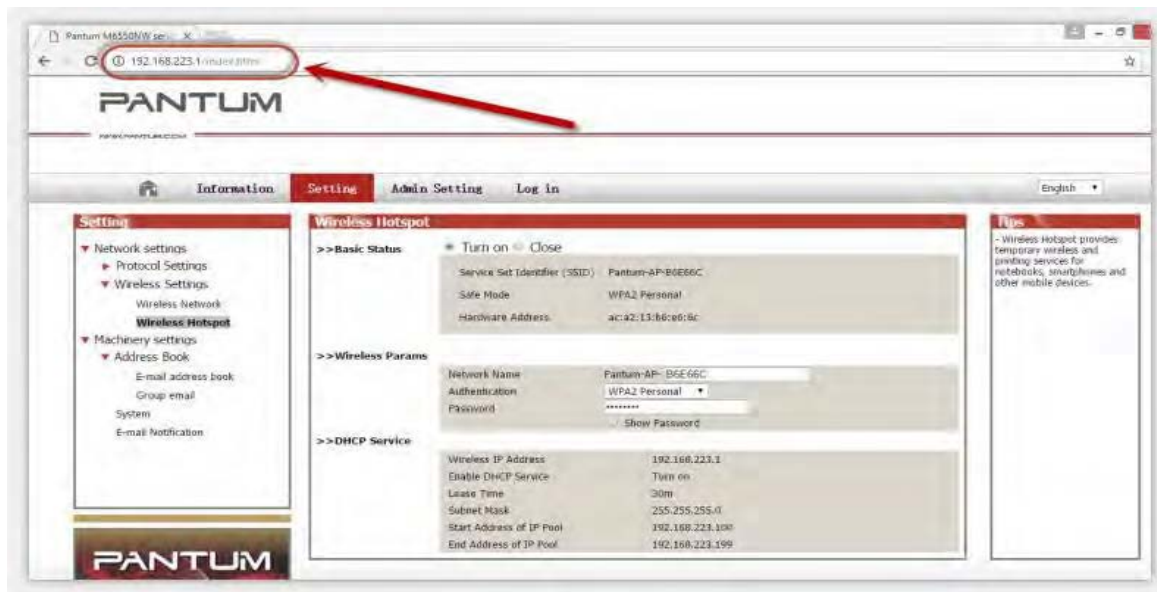 Pantum M6550NW ser
192.168.223.1/index.html
PANTUM
WWW.PANTUM.COM
Information Setting Admin Setting Log in English
Setting
Network settings
Protocol Settings
Wireless Settings
Wireless Network
Wireless Hotspot
Machinery settings
Address Book
E-mail address book
Group email
System
E-mail Notification
PANTUM
Wireless Hotspot
>>Basic Status Turn on Close
Service Set Identifier (SSID) Pantum-AP-B6E66C
Safe Mode WPA2 Personal
Hardware Address ac:a2:13:b6:e6:6c
>>Wireless Params
Network Name Pantum-AP- B6E66C
Authentication WPA2 Personal
Password ********
Show Password
>>DHCP Service
Wireless IP Address 192.168.223.1
Enable DHCP Service Turn on
Lease Time 30m
Subnet Mask 255.255.255.0
Start Address of IP Pool 192.168.223.100
End Address of IP Pool 192.168.223.199
Tips
- Wireless Hotspot provides
temporary wireless and
printing services for
notebooks, smartphones and
other mobile devices.